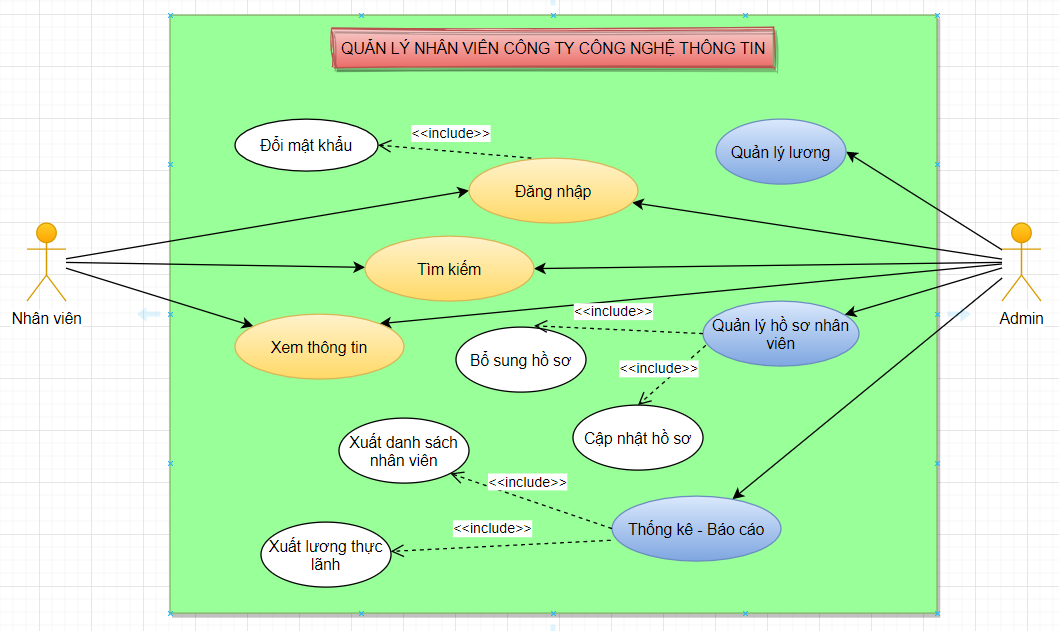 QUẢN LÝ NHÂN VIÊN CÔNG TY CÔNG NGHỆ THÔNG TIN
<<include>>
Đổi mật khẩu
Quản lý lương
Đăng nhập
Tìm kiếm
Nhân viên
Admin
<<include>>
Quản lý hồ sơ nhân
viên
Xem thông tin
Bổ sung hồ sơ
<<include>>
Cập nhật hồ sơ
Xuất danh sách
nhân viên
<<include>>
<<include>>
Thống kê - Báo cáo
Xuất lương thực
lãnh